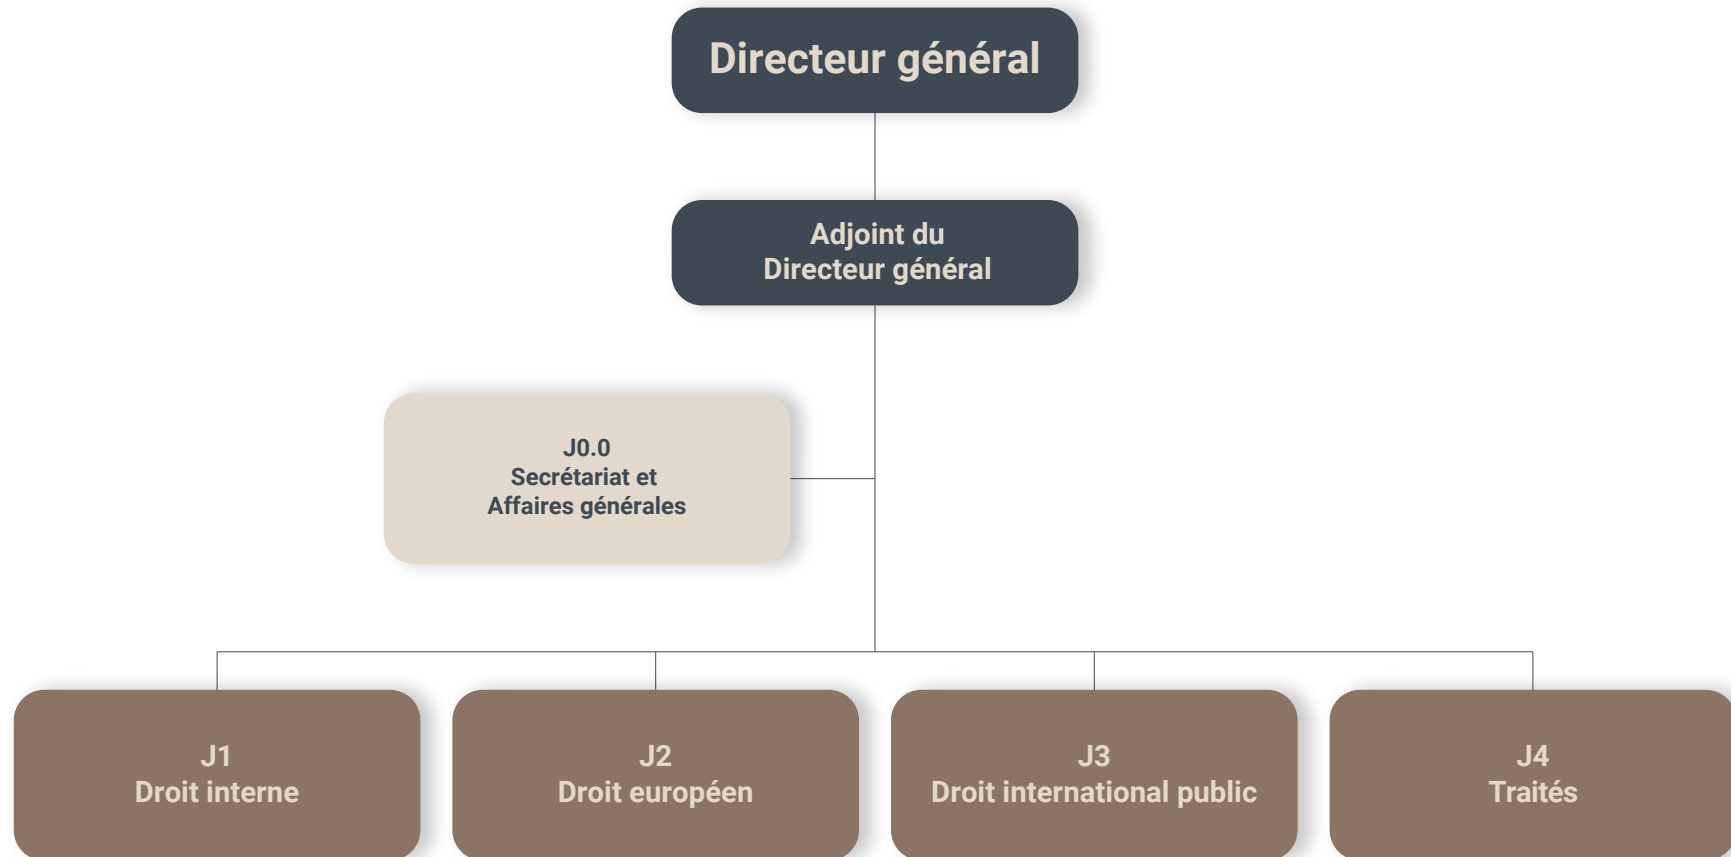 Directeur général
Adjoint du
Directeur général
J0.0
Secrétariat et
Affaires générales
J1
Droit interne
J2
Droit européen
J3
Droit international public
J4
Traités